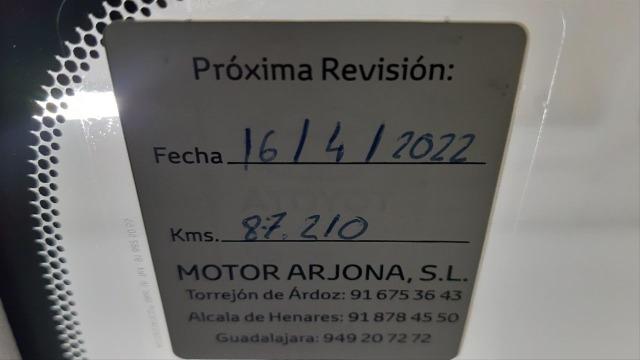 Próxima Revisión:
Fecha 16/4/2022
Kms. 87.210
MOTOR ARJONA, S.L.
Torrejón de Árdoz: 91 675 36 43
Alcala de Henares: 91 878 45 50
Guadalajara: 949 20 72 72